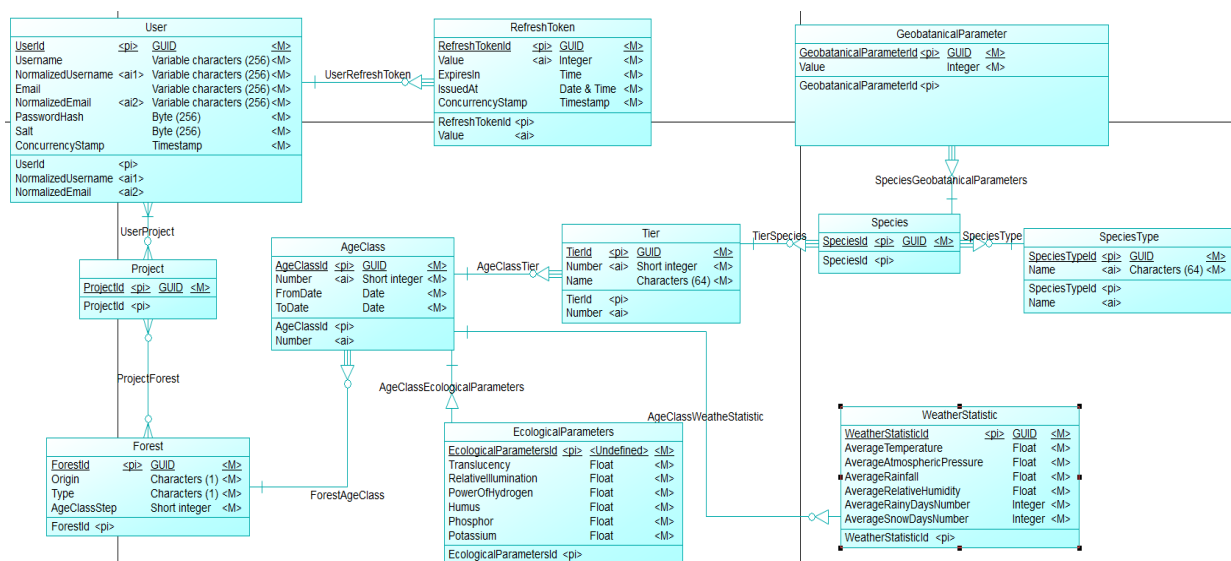 User
UserId <pi> GUID <M>
Username Variable characters (256) <M>
NormalizedUsername <ai1> Variable characters (256) <M>
Email Variable characters (256) <M>
NormalizedEmail <ai2> Variable characters (256) <M>
PasswordHash Byte (256) <M>
Salt Byte (256) <M>
ConcurrencyStamp Timestamp <M>
UserId <pi>
NormalizedUsername <ai1>
NormalizedEmail <ai2>
UserRefreshToken
RefreshToken
RefreshTokenId <pi> GUID <M>
Value <ai> Integer <M>
ExpiresIn Time <M>
IssuedAt Date & Time <M>
ConcurrencyStamp Timestamp <M>
RefreshTokenId <pi>
Value <ai>
GeobatanicalParameter
GeobatanicalParameterId <pi> GUID <M>
Value Integer <M>
GeobatanicalParameterId <pi>
SpeciesGeobatanicalParameters
UserProject
Project
ProjectId <pi> GUID <M>
ProjectId <pi>
AgeClass
AgeClassId <pi> GUID <M>
Number <ai> Short integer <M>
FromDate Date <M>
ToDate Date <M>
AgeClassId <pi>
Number <ai>
AgeClassTier
Tier
TierId <pi> GUID <M>
Number <ai> Short integer <M>
Name Characters (64) <M>
TierId <pi>
Number <ai>
TierSpecies
Species
SpeciesId <pi> GUID <M>
SpeciesId <pi>
SpeciesType
SpeciesType
SpeciesTypeId <pi> GUID <M>
Name <ai> Characters (64) <M>
SpeciesTypeId <pi>
Name <ai>
ProjectForest
AgeClassEcologicalParameters
AgeClassWeatheStatistic
Forest
ForestId <pi> GUID <M>
Origin Characters (1) <M>
Type Characters (1) <M>
AgeClassStep Short integer <M>
ForestId <pi>
ForestAgeClass
EcologicalParameters
EcologicalParametersId <pi> <Undefined> <M>
Translucency Float <M>
RelativeIllumination Float <M>
PowerOfHydrogen Float <M>
Humus Float <M>
Phosphor Float <M>
Potassium Float <M>
EcologicalParametersId <pi>
WeatherStatistic
WeatherStatisticId <pi> GUID <M>
AverageTemperature Float <M>
AverageAtmosphericPressure Float <M>
AverageRainfall Float <M>
AverageRelativeHumidity Float <M>
AverageRainyDaysNumber Integer <M>
AverageSnowDaysNumber Integer <M>
WeatherStatisticId <pi>